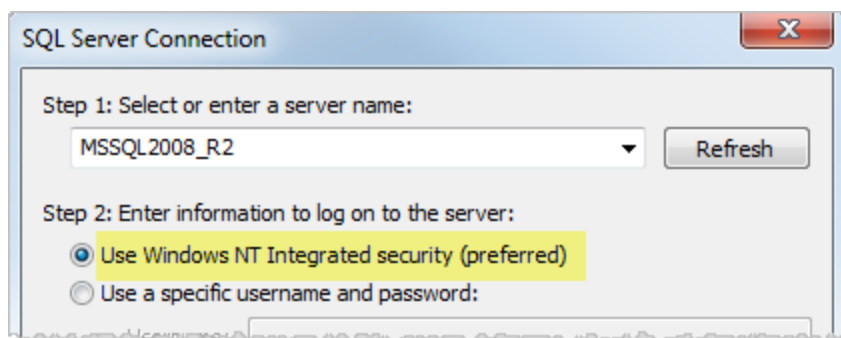 SQL Server Connection
X
Step 1: Select or enter a server name:
MSSQL2008_R2
Refresh
Step 2: Enter information to log on to the server:
Use Windows NT Integrated security (preferred)
Use a specific username and password: